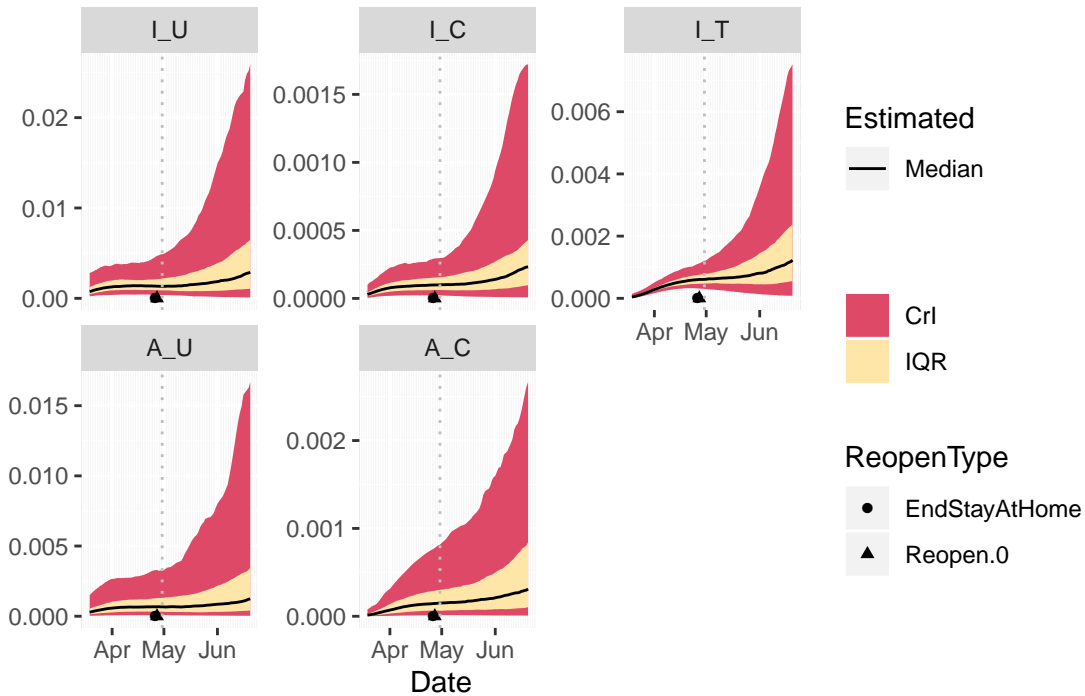 I_U
I_C
I_T
0.02
0.01
0.00
0.0015
0.0010
0.0005
0.0000
0.006
0.004
0.002
0.000
Apr May Jun
A_U
A_C
0.015
0.010
0.005
0.000
0.002
0.001
0.000
Apr May Jun
Apr May Jun
Date
Estimated
Median
CrI
IQR
ReopenType
EndStayAtHome
Reopen.0